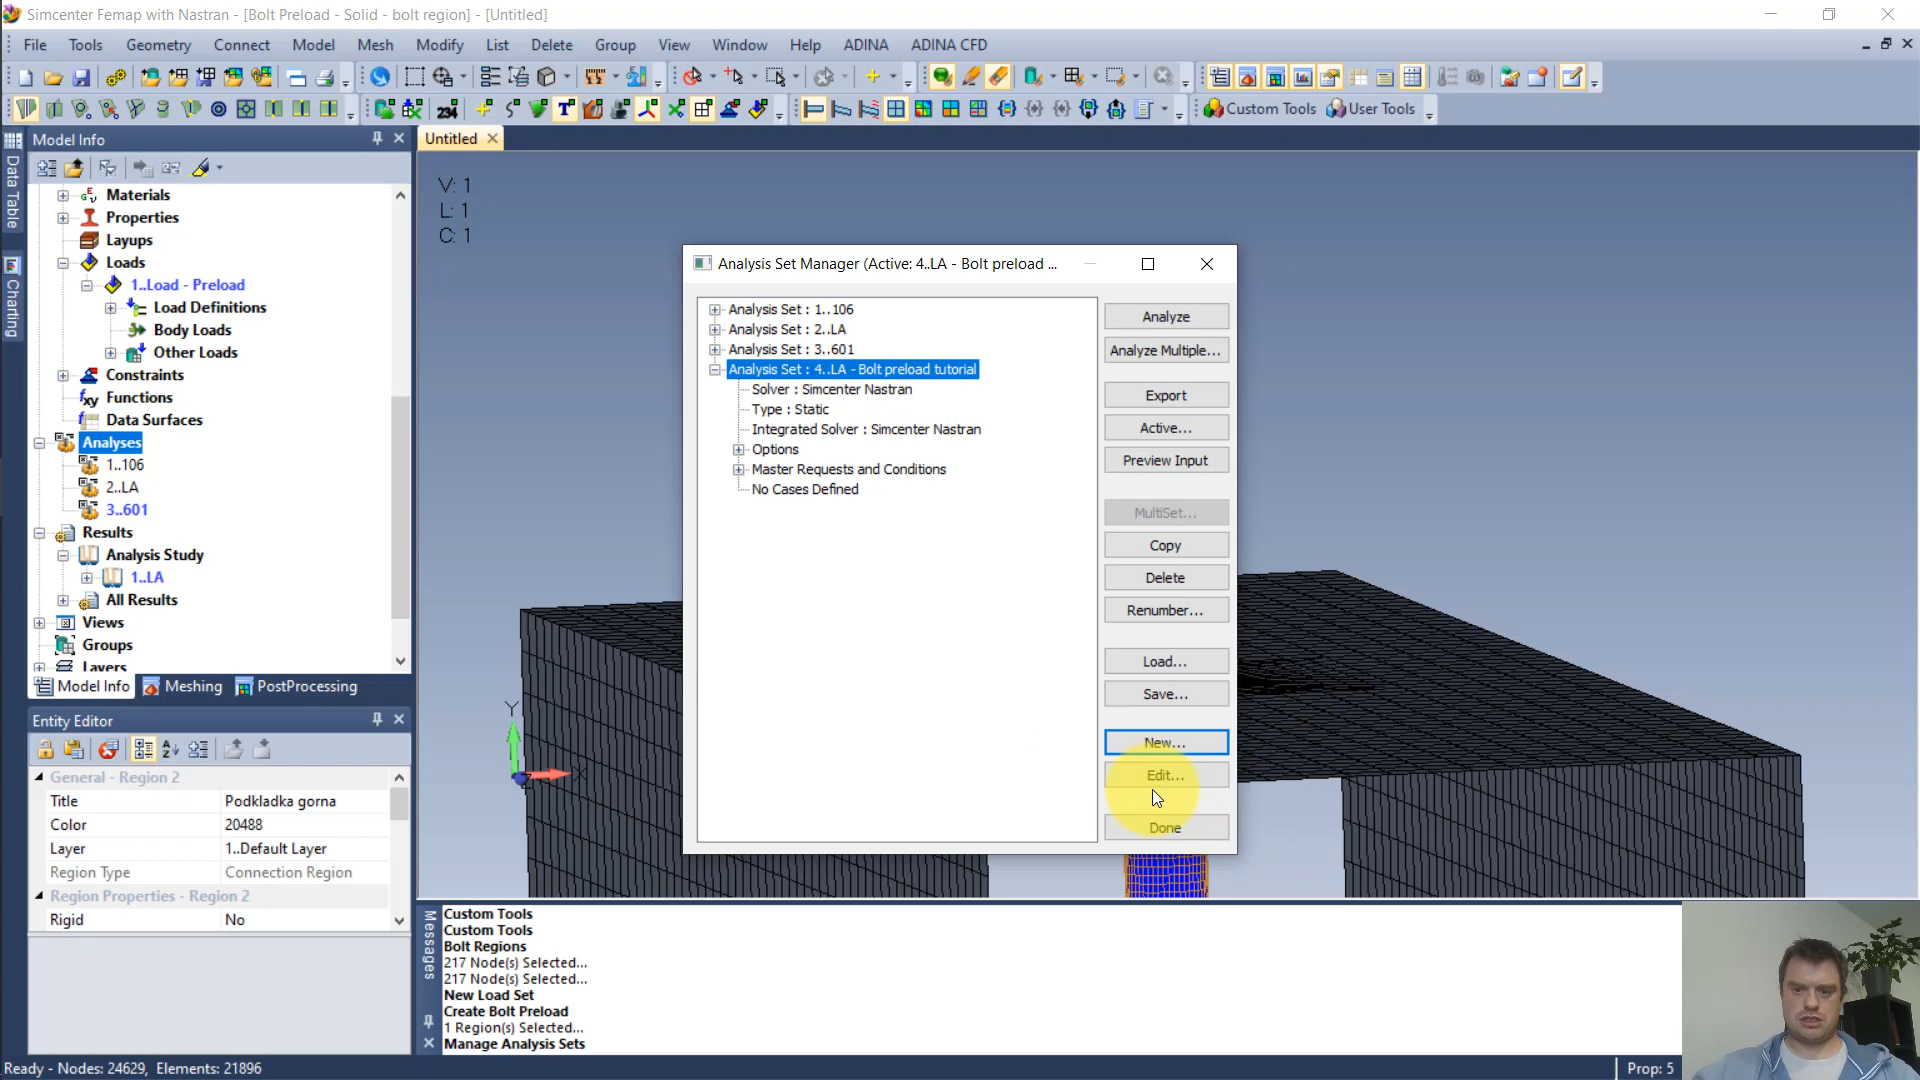 Simcenter Femap with Nastran - [Bolt Preload - Solid - bolt region] - [Untitled]
File Tools Geometry Connect Model Mesh Modify List Delete Group View Window Help ADINA ADINA CFD
234
T
Custom Tools User Tools
Model Info
Untitled
Data Table
Charting
Materials
Properties
Layups
Loads
1..Load - Preload
Load Definitions
Body Loads
Other Loads
Constraints
Functions
Data Surfaces
Analyses
1..106
2..LA
3..601
Results
Analysis Study
1..LA
All Results
Views
Groups
Layers
Model Info Meshing PostProcessing
Entity Editor
General - Region 2
Title Podkladka gorna
Color 20488
Layer 1..Default Layer
Region Type Connection Region
Region Properties - Region 2
Rigid No
V: 1
L: 1
C: 1
Y
X
Analysis Set Manager (Active: 4..LA - Bolt preload ...
Analysis Set : 1..106
Analysis Set : 2..LA
Analysis Set : 3..601
Analysis Set : 4..LA - Bolt preload tutorial
Solver : Simcenter Nastran
Type : Static
Integrated Solver : Simcenter Nastran
Options
Master Requests and Conditions
No Cases Defined
Analyze
Analyze Multiple...
Export
Active...
Preview Input
MultiSet...
Copy
Delete
Renumber...
Load...
Save...
New...
Edit...
Done
Messages
Custom Tools
Custom Tools
Bolt Regions
217 Node(s) Selected...
217 Node(s) Selected...
New Load Set
Create Bolt Preload
1 Region(s) Selected...
Manage Analysis Sets
Ready - Nodes: 24629, Elements: 21896
Prop: 5